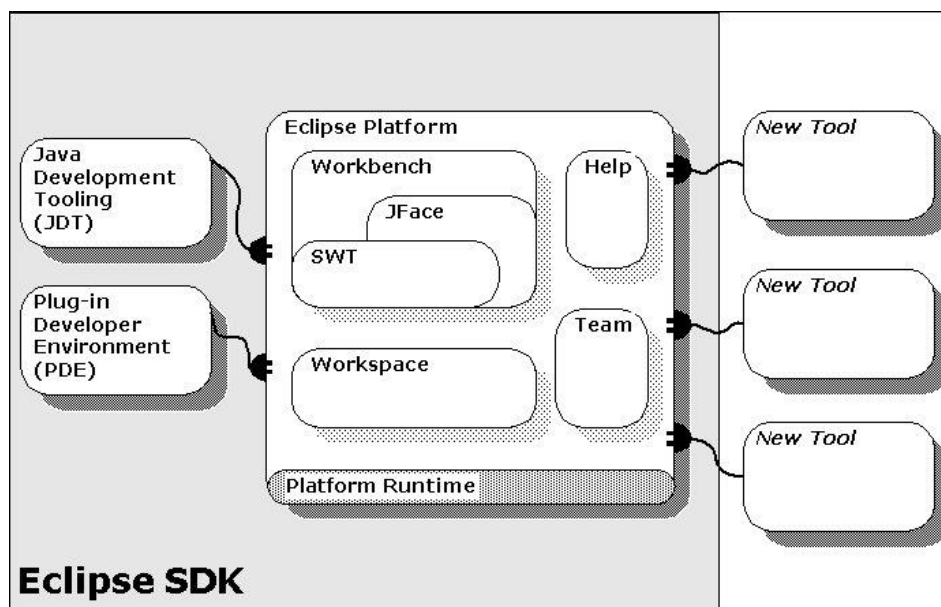 Java
Development
Tooling
(JDT)
Plug-in
Developer
Environment
(PDE)
Eclipse Platform
Workbench
JFace
SWT
Workspace
Help
Team
Platform Runtime
New Tool
New Tool
New Tool
Eclipse SDK